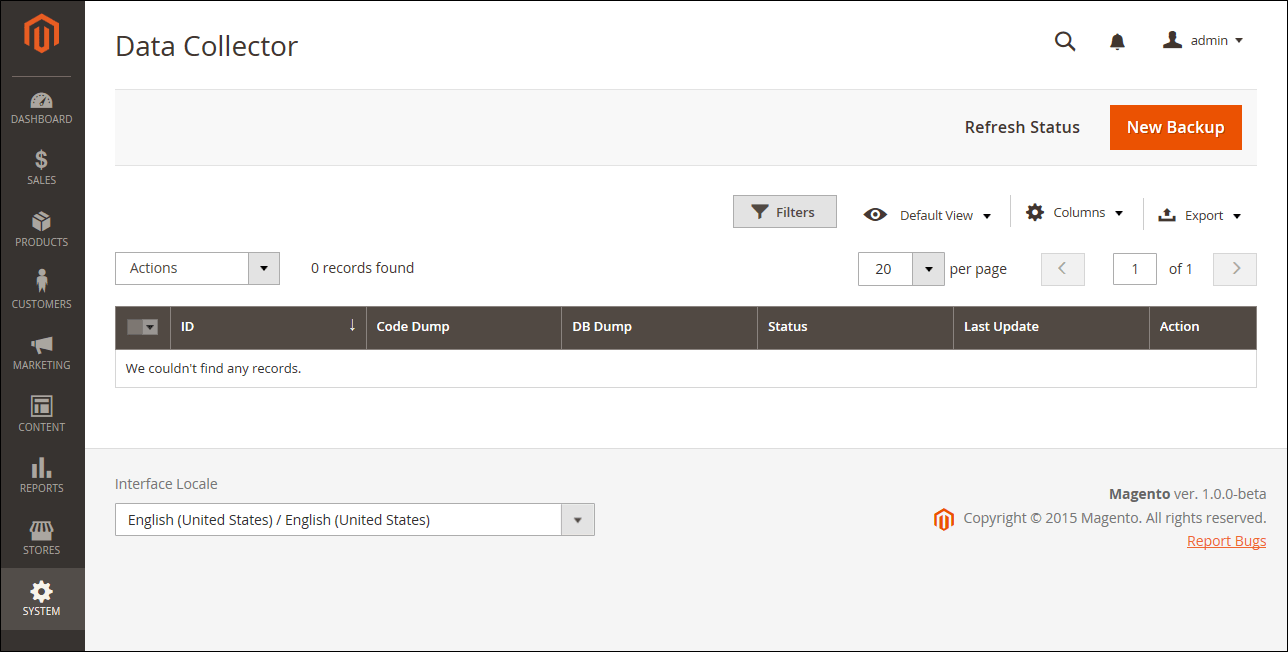 Data Collector
admin
DASHBOARD
SALES
PRODUCTS
CUSTOMERS
MARKETING
CONTENT
REPORTS
STORES
SYSTEM
Refresh Status New Backup
Filters Default View Columns Export
Actions 0 records found 20 per page 1 of 1
ID Code Dump DB Dump Status Last Update Action
We couldn't find any records.
Interface Locale
English (United States) / English (United States)
Magento ver. 1.0.0-beta
Copyright © 2015 Magento. All rights reserved.
Report Bugs